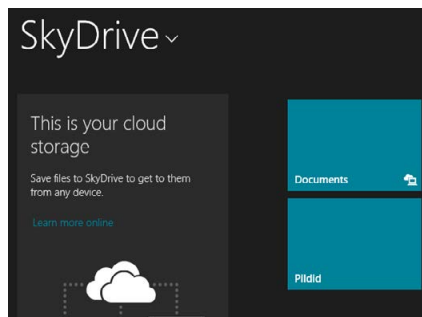 SkyDrive
This is your cloud
storage
Save files to SkyDrive to get to them
from any device.
Learn more online
Documents
Pildid